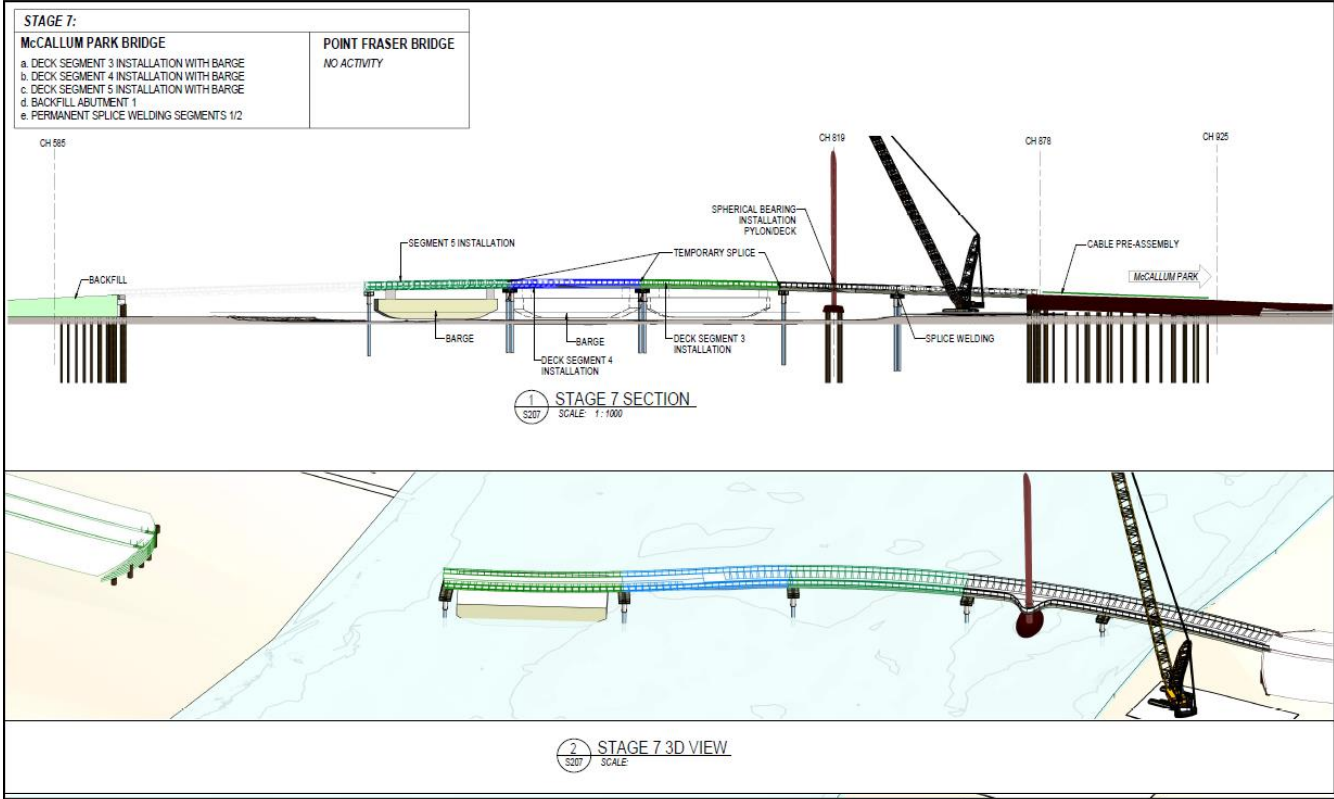 STAGE 7:
McCALLUM PARK BRIDGE
a. DECK SEGMENT 3 INSTALLATION WITH BARGE
b. DECK SEGMENT 4 INSTALLATION WITH BARGE
c. DECK SEGMENT 5 INSTALLATION WITH BARGE
d. BACKFILL ABUTMENT 1
e. PERMANENT SPLICE WELDING SEGMENTS 1/2
POINT FRASER BRIDGE
NO ACTIVITY
CH 585
CH 819
CH 878
CH 925
SPHERICAL BEARING
INSTALLATION
PYLON/DECK
SEGMENT 5 INSTALLATION
TEMPORARY SPLICE
CABLE PRE-ASSEMBLY
BACKFILL
McCALLUM PARK
BARGE
BARGE
DECK SEGMENT 3
INSTALLATION
SPLICE WELDING
DECK SEGMENT 4
INSTALLATION
1
S207
STAGE 7 SECTION
SCALE: 1 : 1000
2
S207
STAGE 7 3D VIEW
SCALE: